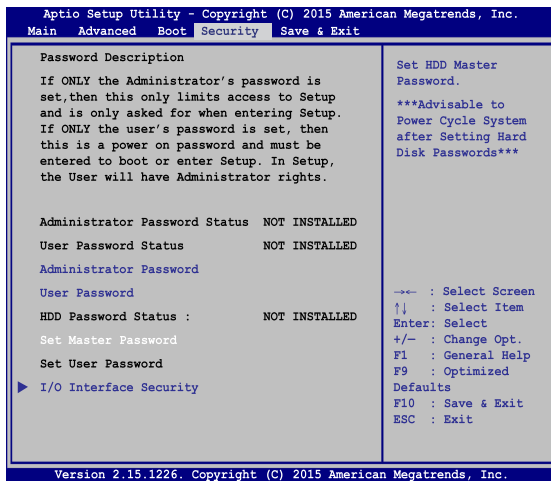 Aptio Setup Utility - Copyright (C) 2015 American Megatrends, Inc.
Main Advanced Boot Security Save & Exit
Password Description
If ONLY the Administrator's password is
set,then this only limits access to Setup
and is only asked for when entering Setup.
If ONLY the user's password is set, then
this is a power on password and must be
entered to boot or enter Setup. In Setup,
the User will have Administrator rights.
Administrator Password Status NOT INSTALLED
User Password Status NOT INSTALLED
Administrator Password
User Password
HDD Password Status : NOT INSTALLED
Set Master Password
Set User Password
I/O Interface Security
Set HDD Master
Password.
***Advisable to
Power Cycle System
after Setting Hard
Disk Passwords***
→← : Select Screen
↑↓ : Select Item
Enter: Select
+/- : Change Opt.
F1 : General Help
F9 : Optimized
Defaults
F10 : Save & Exit
ESC : Exit
Version 2.15.1226. Copyright (C) 2015 American Megatrends, Inc.